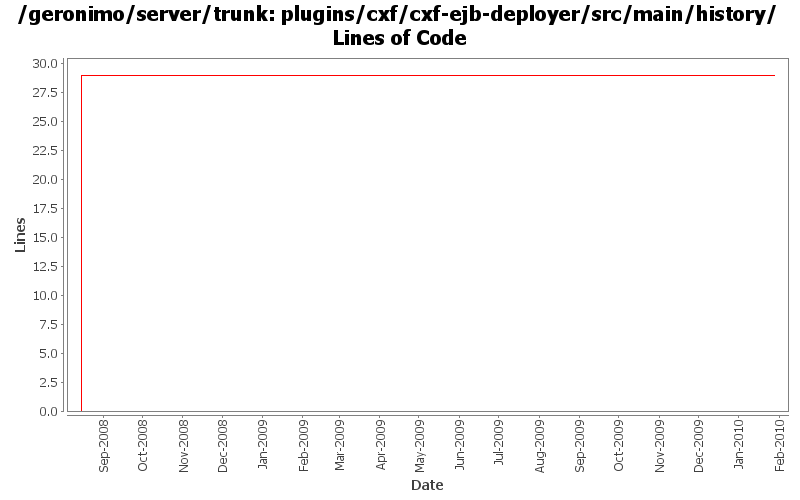 /geronimo/server/trunk: plugins/cxf/cxf-ejb-deployer/src/main/history/
Lines of Code
30.0
27.5
25.0
22.5
20.0
17.5
15.0
12.5
10.0
7.5
5.0
2.5
0.0
Lines
Sep-2008
Oct-2008
Nov-2008
Dec-2008
Jan-2009
Feb-2009
Mar-2009
Apr-2009
May-2009
Jun-2009
Jul-2009
Aug-2009
Sep-2009
Oct-2009
Nov-2009
Dec-2009
Jan-2010
Feb-2010
Date